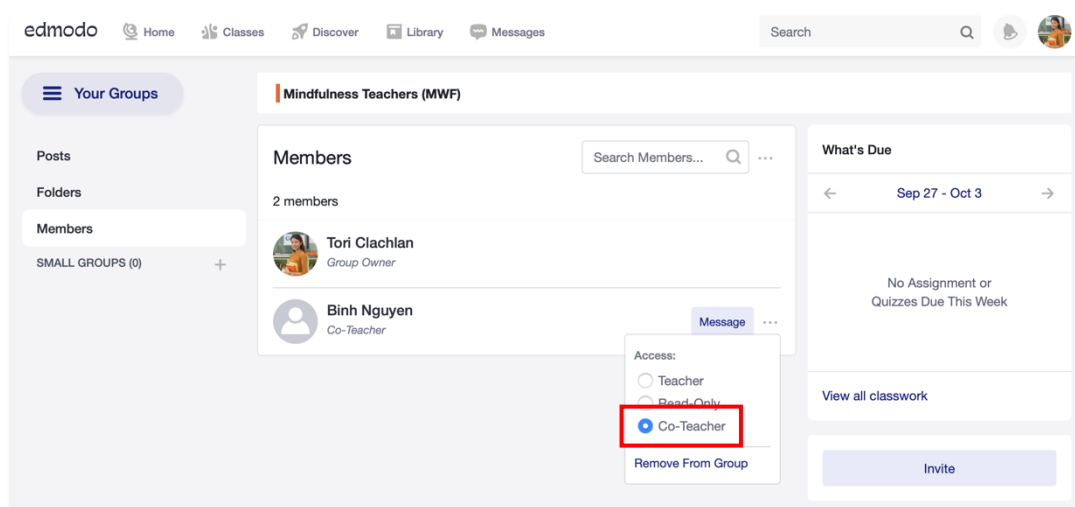 edmodo
Home
Classes
Discover
Library
Messages
Search
Your Groups
Mindfulness Teachers (MWF)
Posts
Folders
Members
SMALL GROUPS (0)
Members
Search Members...
2 members
Tori Clachlan
Group Owner
Binh Nguyen
Co-Teacher
Message
Access:
Teacher
Read-Only
Co-Teacher
Remove From Group
What's Due
Sep 27 - Oct 3
No Assignment or
Quizzes Due This Week
View all classwork
Invite